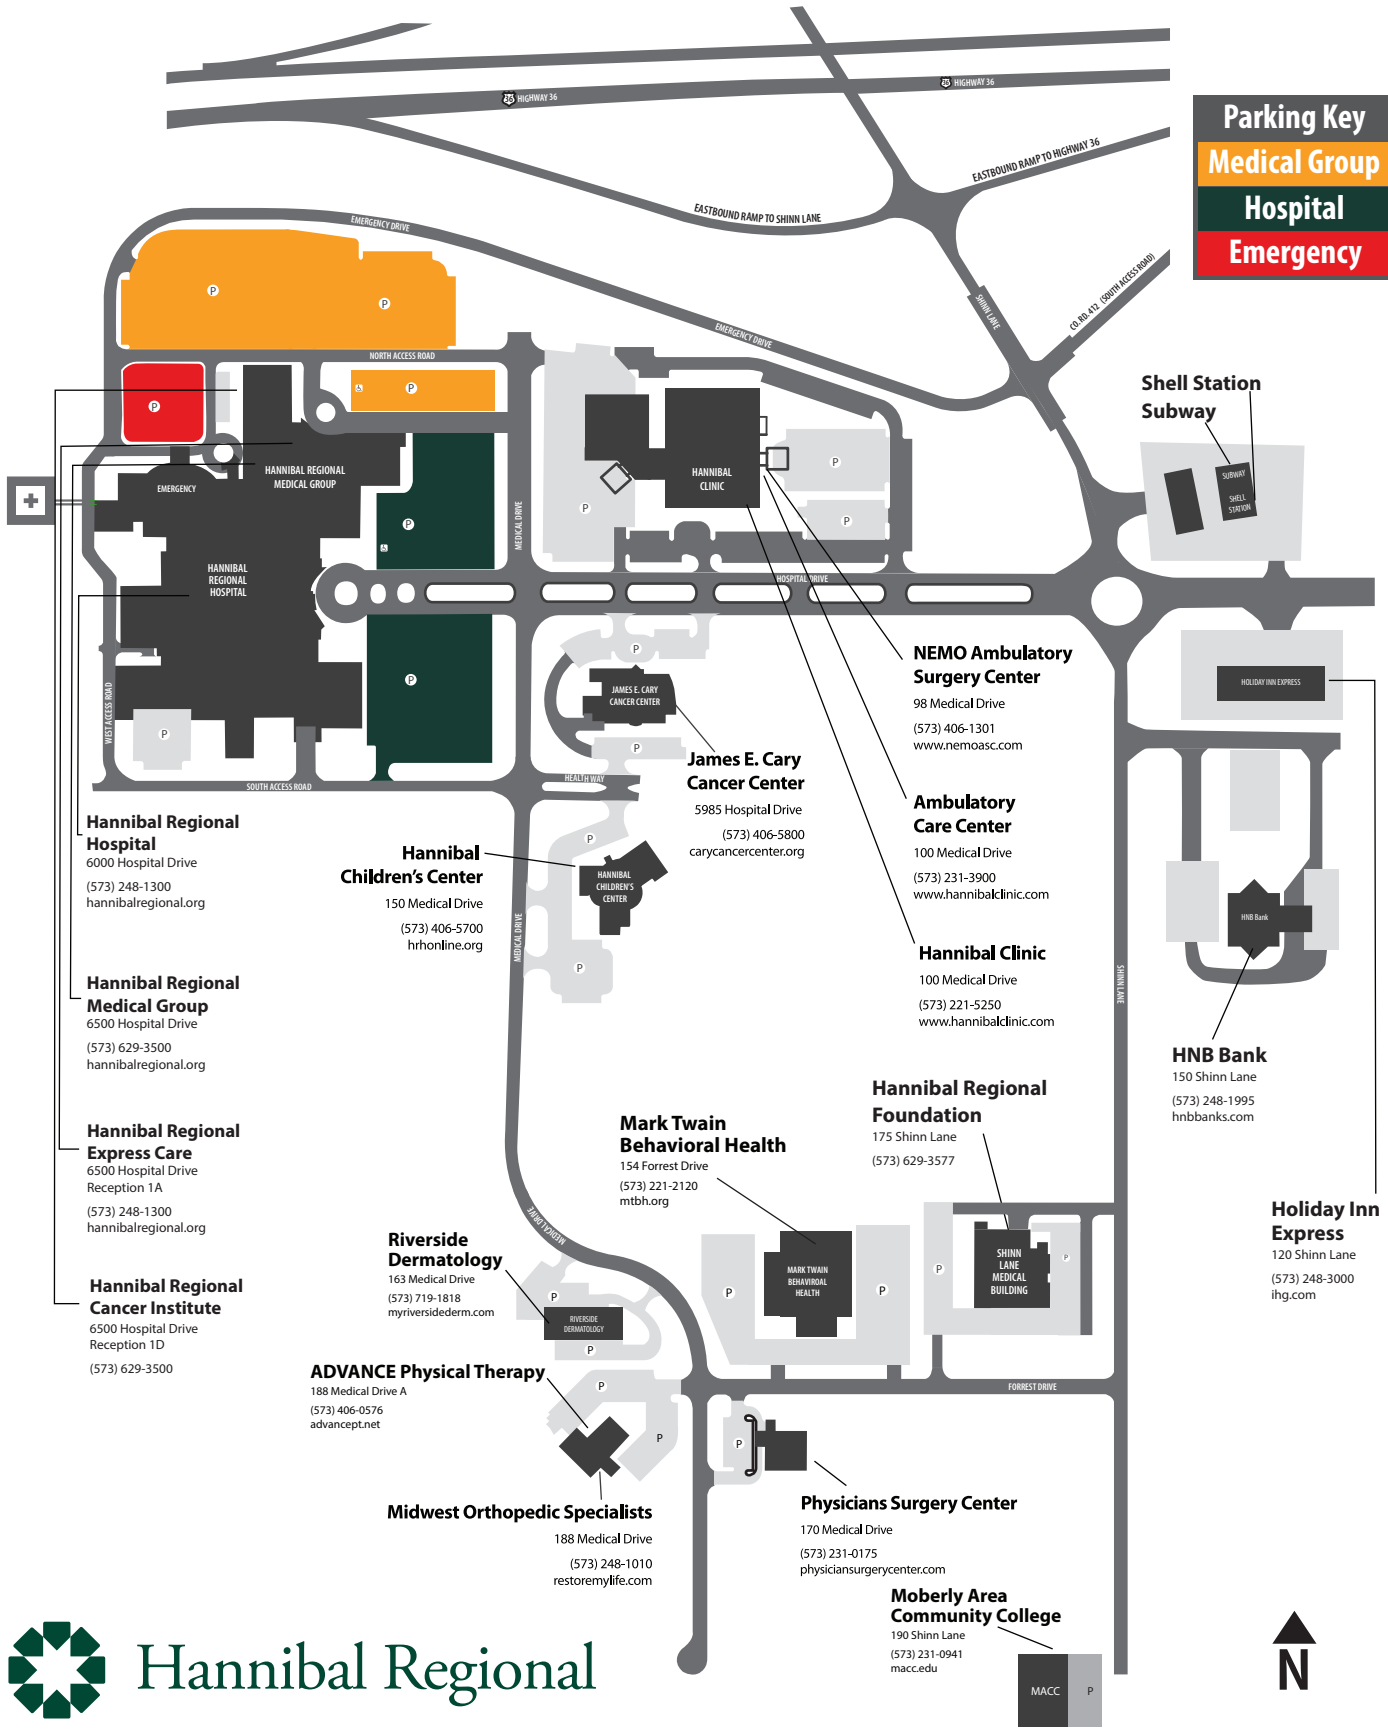 HIGHWAY 36
36
HIGHWAY 36
36
Parking Key
Medical Group
Hospital
Emergency
EASTBOUND RAMP TO HIGHWAY 36
EASTBOUND RAMP TO SHINN LANE
EMERGENCY DRIVE
CO. RD. 412 (SOUTH ACCESS ROAD)
SHINN LANE
P
P
EMERGENCY DRIVE
NORTH ACCESS ROAD
P
P
Shell Station
Subway
HANNIBAL REGIONAL
MEDICAL GROUP
EMERGENCY
HANNIBAL
CLINIC
P
SUBWAY
SHELL
STATION
P
P
P
MEDICAL DRIVE
HANNIBAL
REGIONAL
HOSPITAL
HOSPITAL DRIVE
P
P
P
WEST ACCESS ROAD
P
SOUTH ACCESS ROAD
JAMES E. CARY
CANCER CENTER
P
HEALTH WAY
HOLIDAY INN EXPRESS
NEMO Ambulatory
Surgery Center
98 Medical Drive
(573) 406-1301
www.nemoasc.com
James E. Cary
Cancer Center
5985 Hospital Drive
(573) 406-5800
carycancercenter.org
Ambulatory
Care Center
100 Medical Drive
(573) 231-3900
www.hannibalclinic.com
Hannibal Regional
Hospital
6000 Hospital Drive
(573) 248-1300
hannibalregional.org
Hannibal
Children's Center
150 Medical Drive
(573) 406-5700
hrhonline.org
P
HANNIBAL
CHILDREN'S
CENTER
MEDICAL DRIVE
P
HNB Bank
SHINN LANE
Hannibal Clinic
100 Medical Drive
(573) 221-5250
www.hannibalclinic.com
Hannibal Regional
Medical Group
6500 Hospital Drive
(573) 629-3500
hannibalregional.org
HNB Bank
150 Shinn Lane
(573) 248-1995
hnbbanks.com
Hannibal Regional
Foundation
175 Shinn Lane
(573) 629-3577
Mark Twain
Behavioral Health
154 Forrest Drive
(573) 221-2120
mtbh.org
Hannibal Regional
Express Care
6500 Hospital Drive
Reception 1A
(573) 248-1300
hannibalregional.org
Holiday Inn
Express
120 Shinn Lane
(573) 248-3000
ihg.com
MEDICAL DRIVE
Riverside
Dermatology
163 Medical Drive
(573) 719-1818
myriversidederm.com
Hannibal Regional
Cancer Institute
6500 Hospital Drive
Reception 1D
(573) 629-3500
P
RIVERSIDE
DERMATOLOGY
P
P
MARK TWAIN
BEHAVIROAL
HEALTH
P
P
SHINN
LANE
MEDICAL
BUILDING
P
FORREST DRIVE
ADVANCE Physical Therapy
188 Medical Drive A
(573) 406-0576
advancept.net
P
P
P
Midwest Orthopedic Specialists
188 Medical Drive
(573) 248-1010
restoremylife.com
Physicians Surgery Center
170 Medical Drive
(573) 231-0175
physiciansurgerycenter.com
Moberly Area
Community College
190 Shinn Lane
(573) 231-0941
macc.edu
MACC
P
Hannibal Regional
N